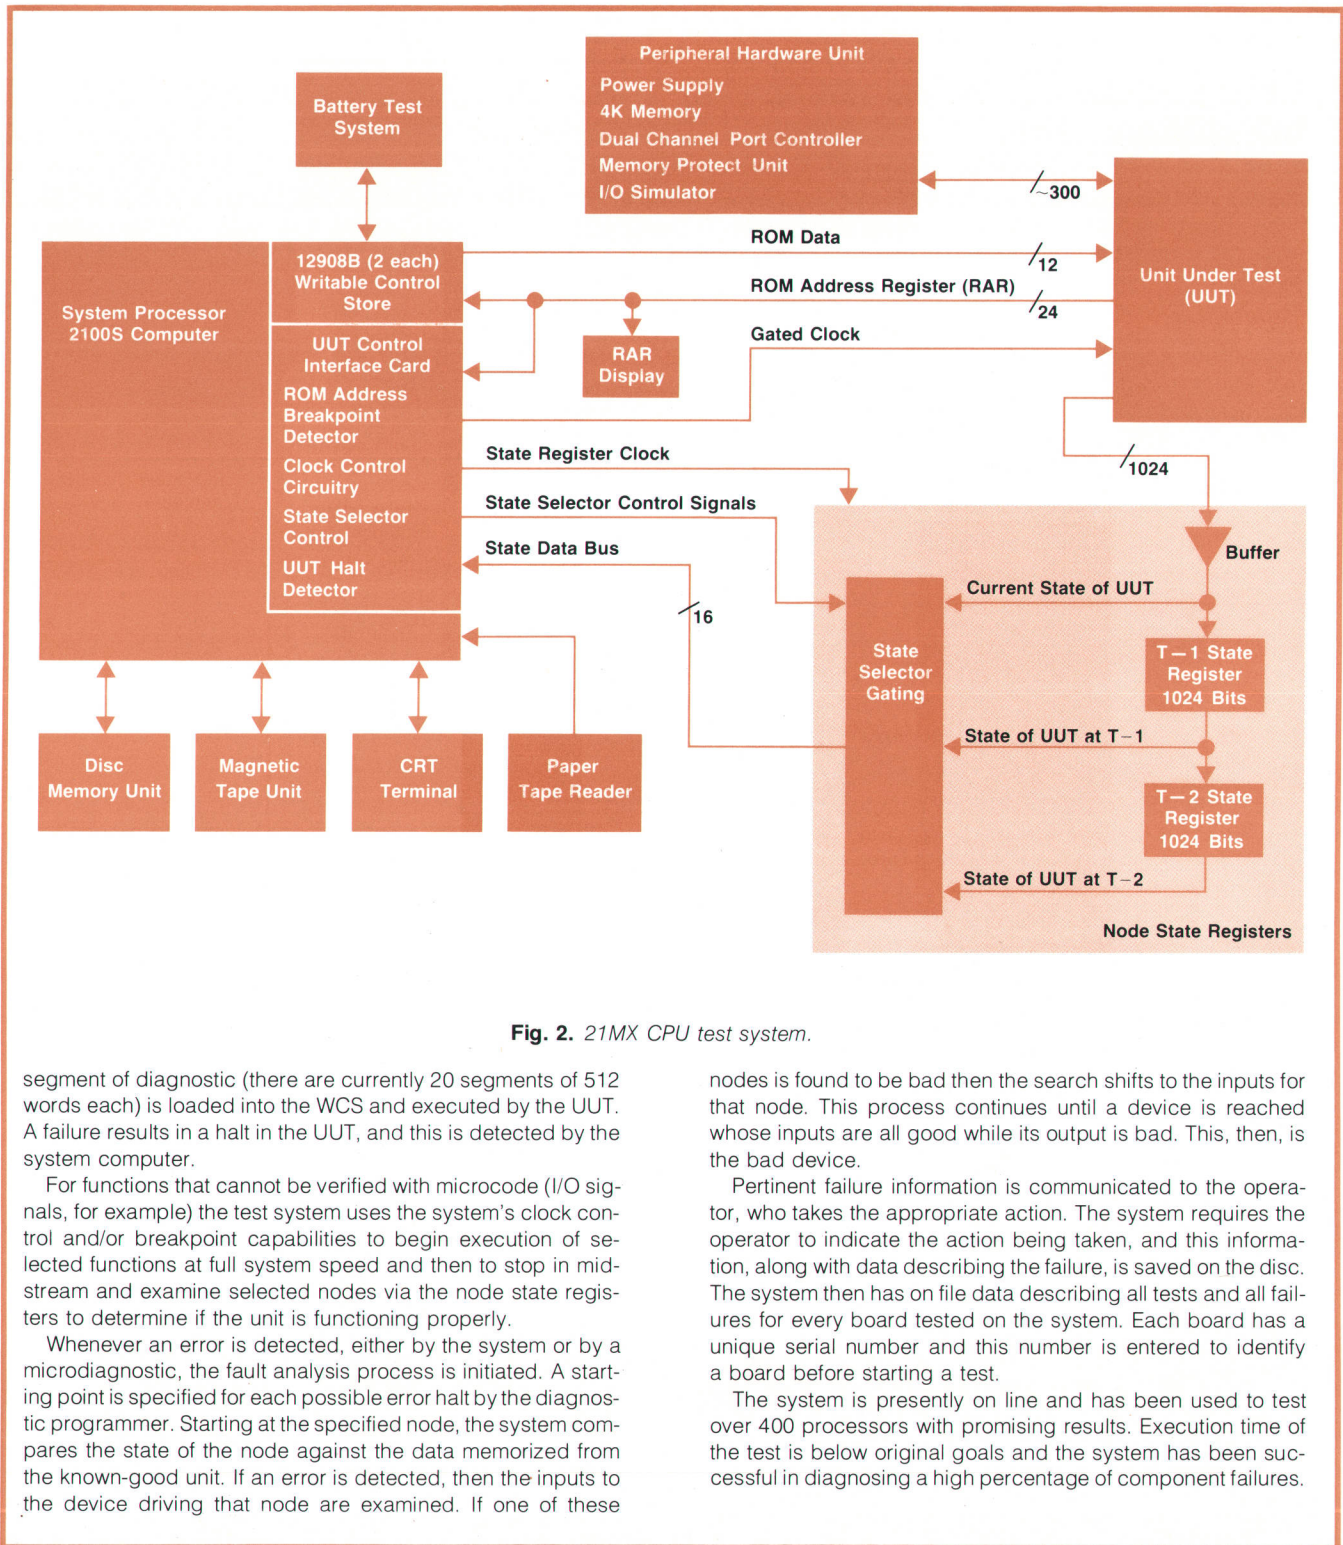 Peripheral Hardware Unit
Power Supply
4K Memory
Dual Channel Port Controller
Memory Protect Unit
I/O Simulator
Battery Test
System
~300
12908B (2 each)
Writable Control
Store
ROM Data
12
Unit Under Test
(UUT)
System Processor
2100S Computer
ROM Address Register (RAR)
24
UUT Control
Interface Card
ROM Address
Breakpoint
Detector
Clock Control
Circuitry
State Selector
Control
UUT Halt
Detector
RAR
Display
Gated Clock
State Register Clock
1024
State Selector Control Signals
State Data Bus
16
Buffer
Current State of UUT
State
Selector
Gating
T–1 State
Register
1024 Bits
State of UUT at T–1
T–2 State
Register
1024 Bits
State of UUT at T–2
Node State Registers
Disc
Memory Unit
Magnetic
Tape Unit
CRT
Terminal
Paper
Tape Reader
Fig. 2. 21MX CPU test system.
segment of diagnostic (there are currently 20 segments of 512
words each) is loaded into the WCS and executed by the UUT.
A failure results in a halt in the UUT, and this is detected by the
system computer.
For functions that cannot be verified with microcode (I/O sig-
nals, for example) the test system uses the system's clock con-
trol and/or breakpoint capabilities to begin execution of se-
lected functions at full system speed and then to stop in mid-
stream and examine selected nodes via the node state regis-
ters to determine if the unit is functioning properly.
Whenever an error is detected, either by the system or by a
microdiagnostic, the fault analysis process is initiated. A start-
ing point is specified for each possible error halt by the diagnos-
tic programmer. Starting at the specified node, the system com-
pares the state of the node against the data memorized from
the known-good unit. If an error is detected, then the inputs to
the device driving that node are examined. If one of these
nodes is found to be bad then the search shifts to the inputs for
that node. This process continues until a device is reached
whose inputs are all good while its output is bad. This, then, is
the bad device.
Pertinent failure information is communicated to the opera-
tor, who takes the appropriate action. The system requires the
operator to indicate the action being taken, and this informa-
tion, along with data describing the failure, is saved on the disc.
The system then has on file data describing all tests and all fail-
ures for every board tested on the system. Each board has a
unique serial number and this number is entered to identify
a board before starting a test.
The system is presently on line and has been used to test
over 400 processors with promising results. Execution time of
the test is below original goals and the system has been suc-
cessful in diagnosing a high percentage of component failures.